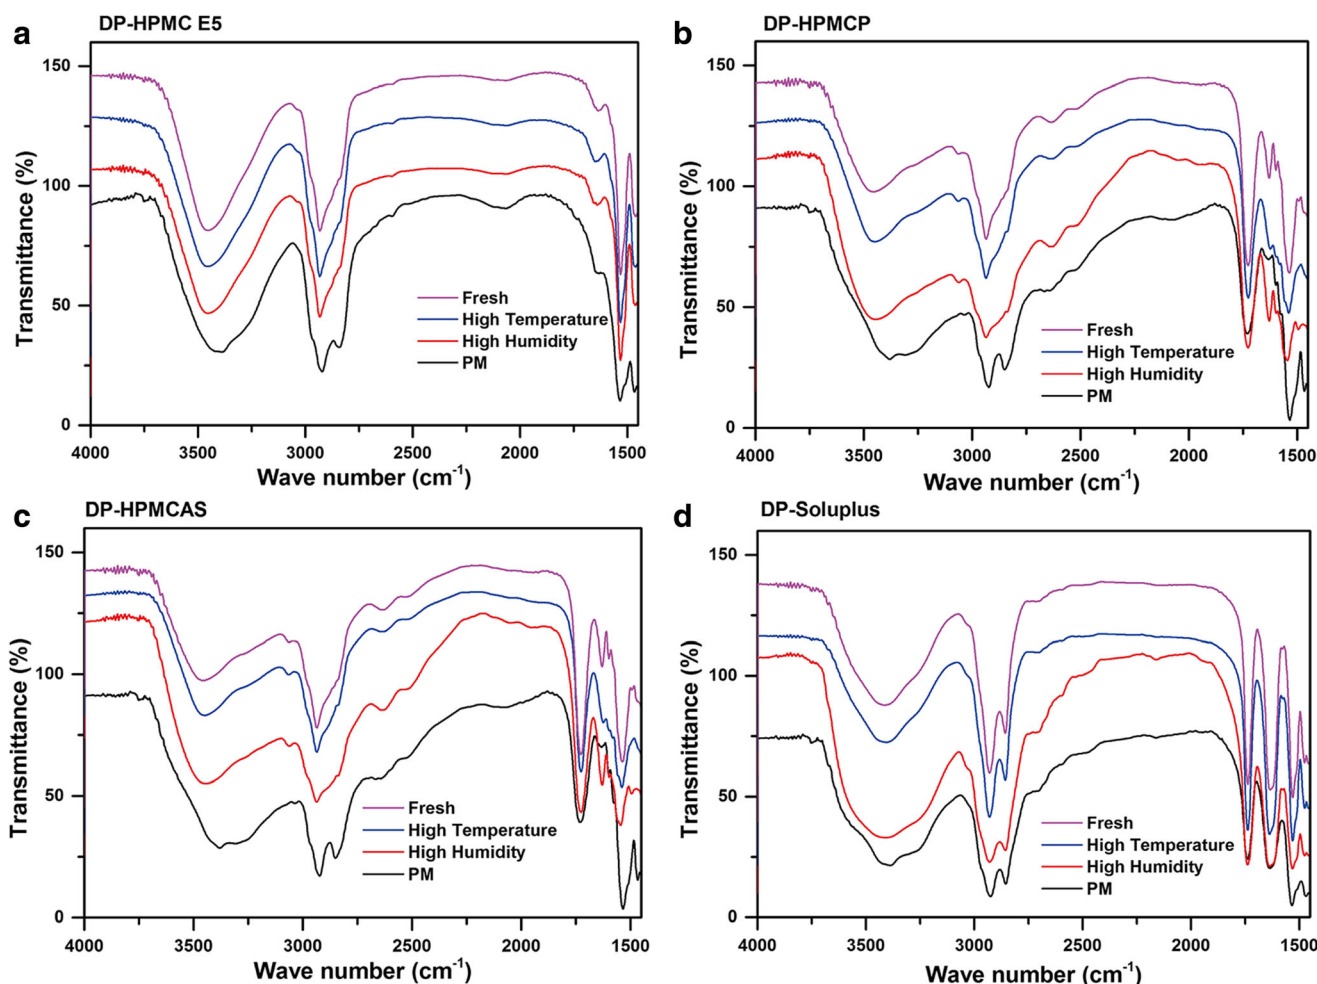 a
DP-HPMC E5
150
100
50
0
Transmittance (%)
Fresh
High Temperature
High Humidity
PM
4000
3500
3000
2500
2000
1500
Wave number (cm⁻¹)
b
DP-HPMCP
150
100
50
0
Transmittance (%)
Fresh
High Temperature
High Humidity
PM
4000
3500
3000
2500
2000
1500
Wave number (cm⁻¹)
c
DP-HPMCAS
150
100
50
0
Transmittance (%)
Fresh
High Temperature
High Humidity
PM
4000
3500
3000
2500
2000
1500
Wave number (cm⁻¹)
d
DP-Soluplus
150
100
50
0
Transmittance (%)
Fresh
High Temperature
High Humidity
PM
4000
3500
3000
2500
2000
1500
Wave number (cm⁻¹)